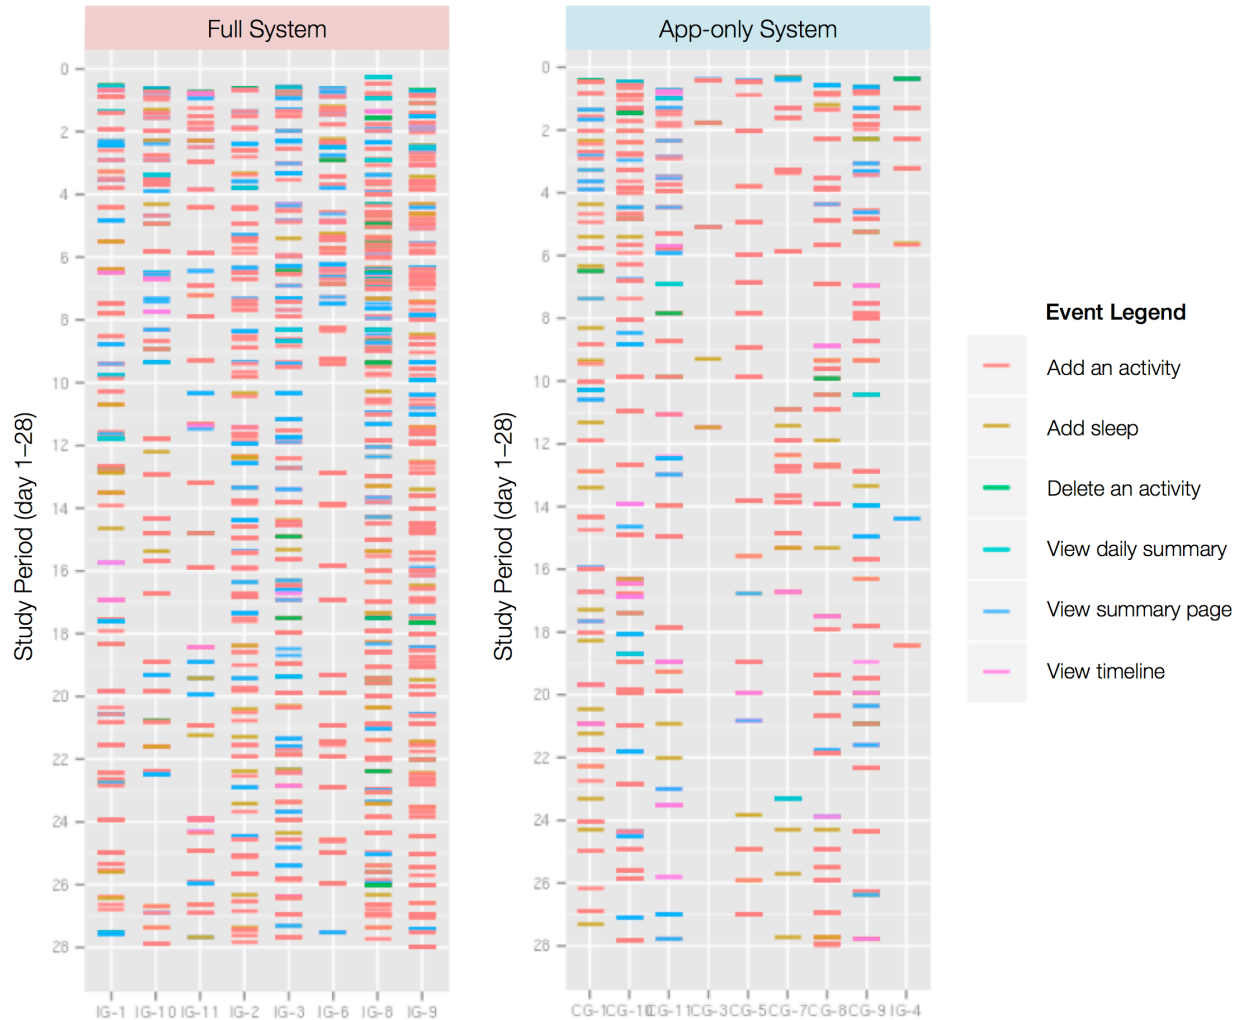 Full System
App-only System
Study Period (day 1–28)
0
2
4
6
8
10
12
14
16
18
20
22
24
26
28
IG-1 IG-10 IG-11 IG-2 IG-3 IG-6 IG-8 IG-9
Study Period (day 1–28)
0
2
4
6
8
10
12
14
16
18
20
22
24
26
28
CG-1 CG-10 CG-11 CG-3 CG-5 CG-7 CG-8 CG-9 IG-4
Event Legend
Add an activity
Add sleep
Delete an activity
View daily summary
View summary page
View timeline